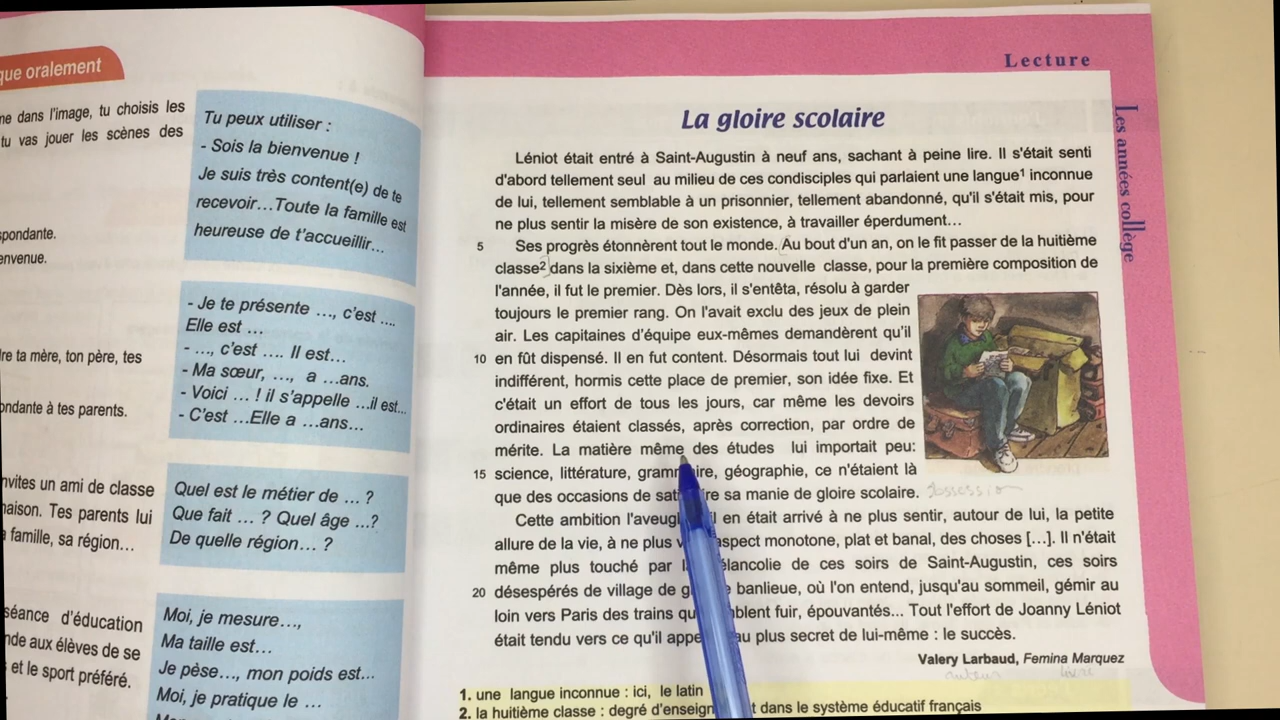 que oralement
me dans l'image, tu choisis les
tu vas jouer les scènes des
spondante.
envenue.
re ta mère, ton père, tes
ondante à tes parents.
nvites un ami de classe
naison. Tes parents lui
a famille, sa région...
séance d'éducation
nde aux élèves de se
s et le sport préféré.
Tu peux utiliser :
- Sois la bienvenue !
Je suis très content(e) de te
recevoir...Toute la famille est
heureuse de t'accueillir...
- Je te présente ..., c'est ....
Elle est ...
- ..., c'est .... Il est...
- Ma sœur, ..., a ...ans.
- Voici ... ! il s'appelle ...il est...
- C'est ...Elle a ...ans...
Quel est le métier de ... ?
Que fait ... ? Quel âge ...?
De quelle région... ?
Moi, je mesure...,
Ma taille est...
Je pèse..., mon poids est...
Moi, je pratique le ...
Lecture
Les années collège
La gloire scolaire
Léniot était entré à Saint-Augustin à neuf ans, sachant à peine lire. Il s'était senti
d'abord tellement seul au milieu de ces condisciples qui parlaient une langue¹ inconnue
de lui, tellement semblable à un prisonnier, tellement abandonné, qu'il s'était mis, pour
ne plus sentir la misère de son existence, à travailler éperdument...
5 Ses progrès étonnèrent tout le monde. Au bout d'un an, on le fit passer de la huitième
classe² dans la sixième et, dans cette nouvelle classe, pour la première composition de
l'année, il fut le premier. Dès lors, il s'entêta, résolu à garder
toujours le premier rang. On l'avait exclu des jeux de plein
air. Les capitaines d'équipe eux-mêmes demandèrent qu'il
10 en fût dispensé. Il en fut content. Désormais tout lui devint
indifférent, hormis cette place de premier, son idée fixe. Et
c'était un effort de tous les jours, car même les devoirs
ordinaires étaient classés, après correction, par ordre de
mérite. La matière même des études lui importait peu:
15 science, littérature, grammaire, géographie, ce n'étaient là
que des occasions de sat re sa manie de gloire scolaire. obsession
Cette ambition l'aveugl l en était arrivé à ne plus sentir, autour de lui, la petite
allure de la vie, à ne plus v aspect monotone, plat et banal, des choses [...]. Il n'était
même plus touché par l élancolie de ces soirs de Saint-Augustin, ces soirs
20 désespérés de village de g e banlieue, où l'on entend, jusqu'au sommeil, gémir au
loin vers Paris des trains qu mblent fuir, épouvantés... Tout l'effort de Joanny Léniot
était tendu vers ce qu'il appe au plus secret de lui-même : le succès.
Valery Larbaud, Femina Marquez
auteur livre
1. une langue inconnue : ici, le latin
2. la huitième classe : degré d'enseign t dans le système éducatif français